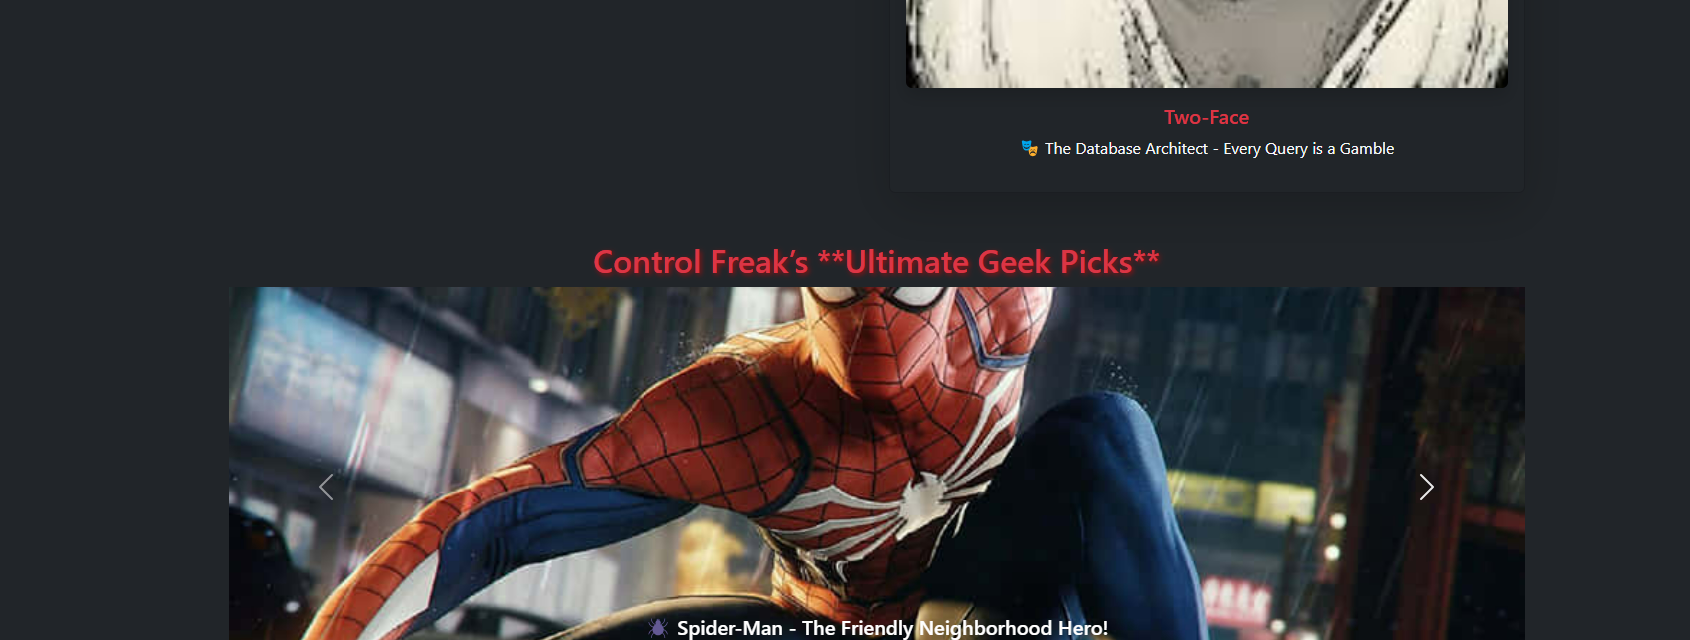 Two-Face
🎭 The Database Architect - Every Query is a Gamble
Control Freak’s **Ultimate Geek Picks**
🕷 Spider-Man - The Friendly Neighborhood Hero!